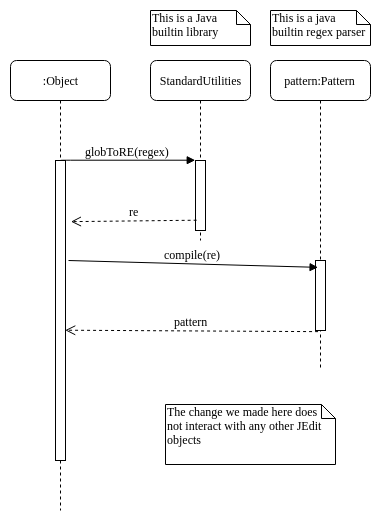 This is a Java
builtin library
This is a java
builtin regex parser
:Object
StandardUtilities
pattern:Pattern
globToRE(regex)
re
compile(re)
pattern
The change we made here does
not interact with any other JEdit
objects